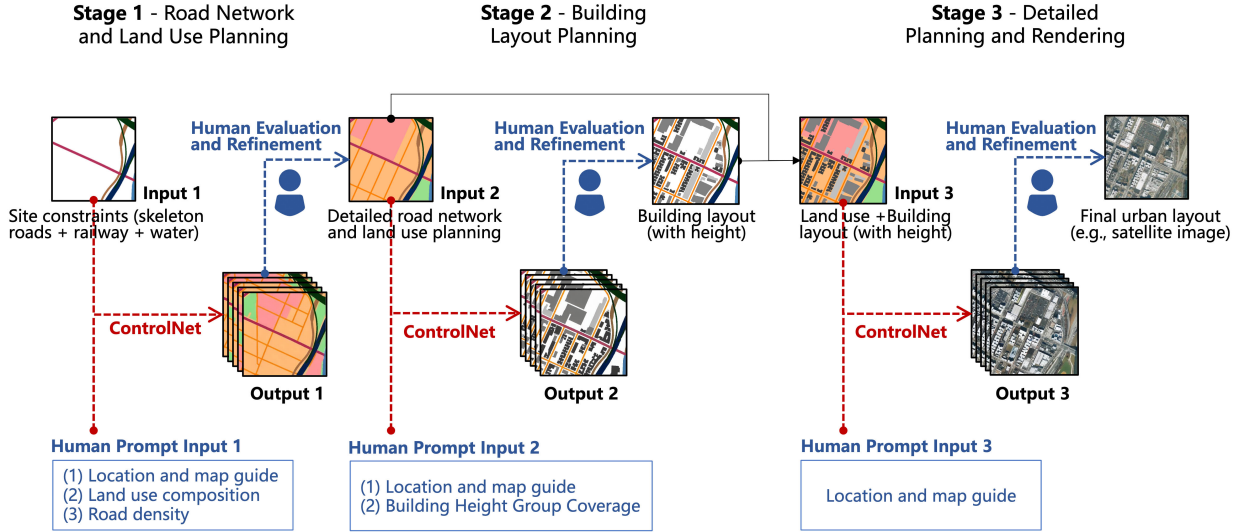 Stage 1 - Road Network
and Land Use Planning
Stage 2 - Building
Layout Planning
Stage 3 - Detailed
Planning and Rendering
Human Evaluation
and Refinement
Input 1
Site constraints (skeleton
roads + railway + water)
ControlNet
Output 1
Human Prompt Input 1
(1) Location and map guide
(2) Land use composition
(3) Road density
Human Evaluation
and Refinement
Input 2
Detailed road network
and land use planning
ControlNet
Output 2
Building layout
(with height)
Human Prompt Input 2
(1) Location and map guide
(2) Building Height Group Coverage
Human Evaluation
and Refinement
Input 3
Land use +Building
layout (with height)
ControlNet
Output 3
Final urban layout
(e.g., satellite image)
Human Prompt Input 3
Location and map guide